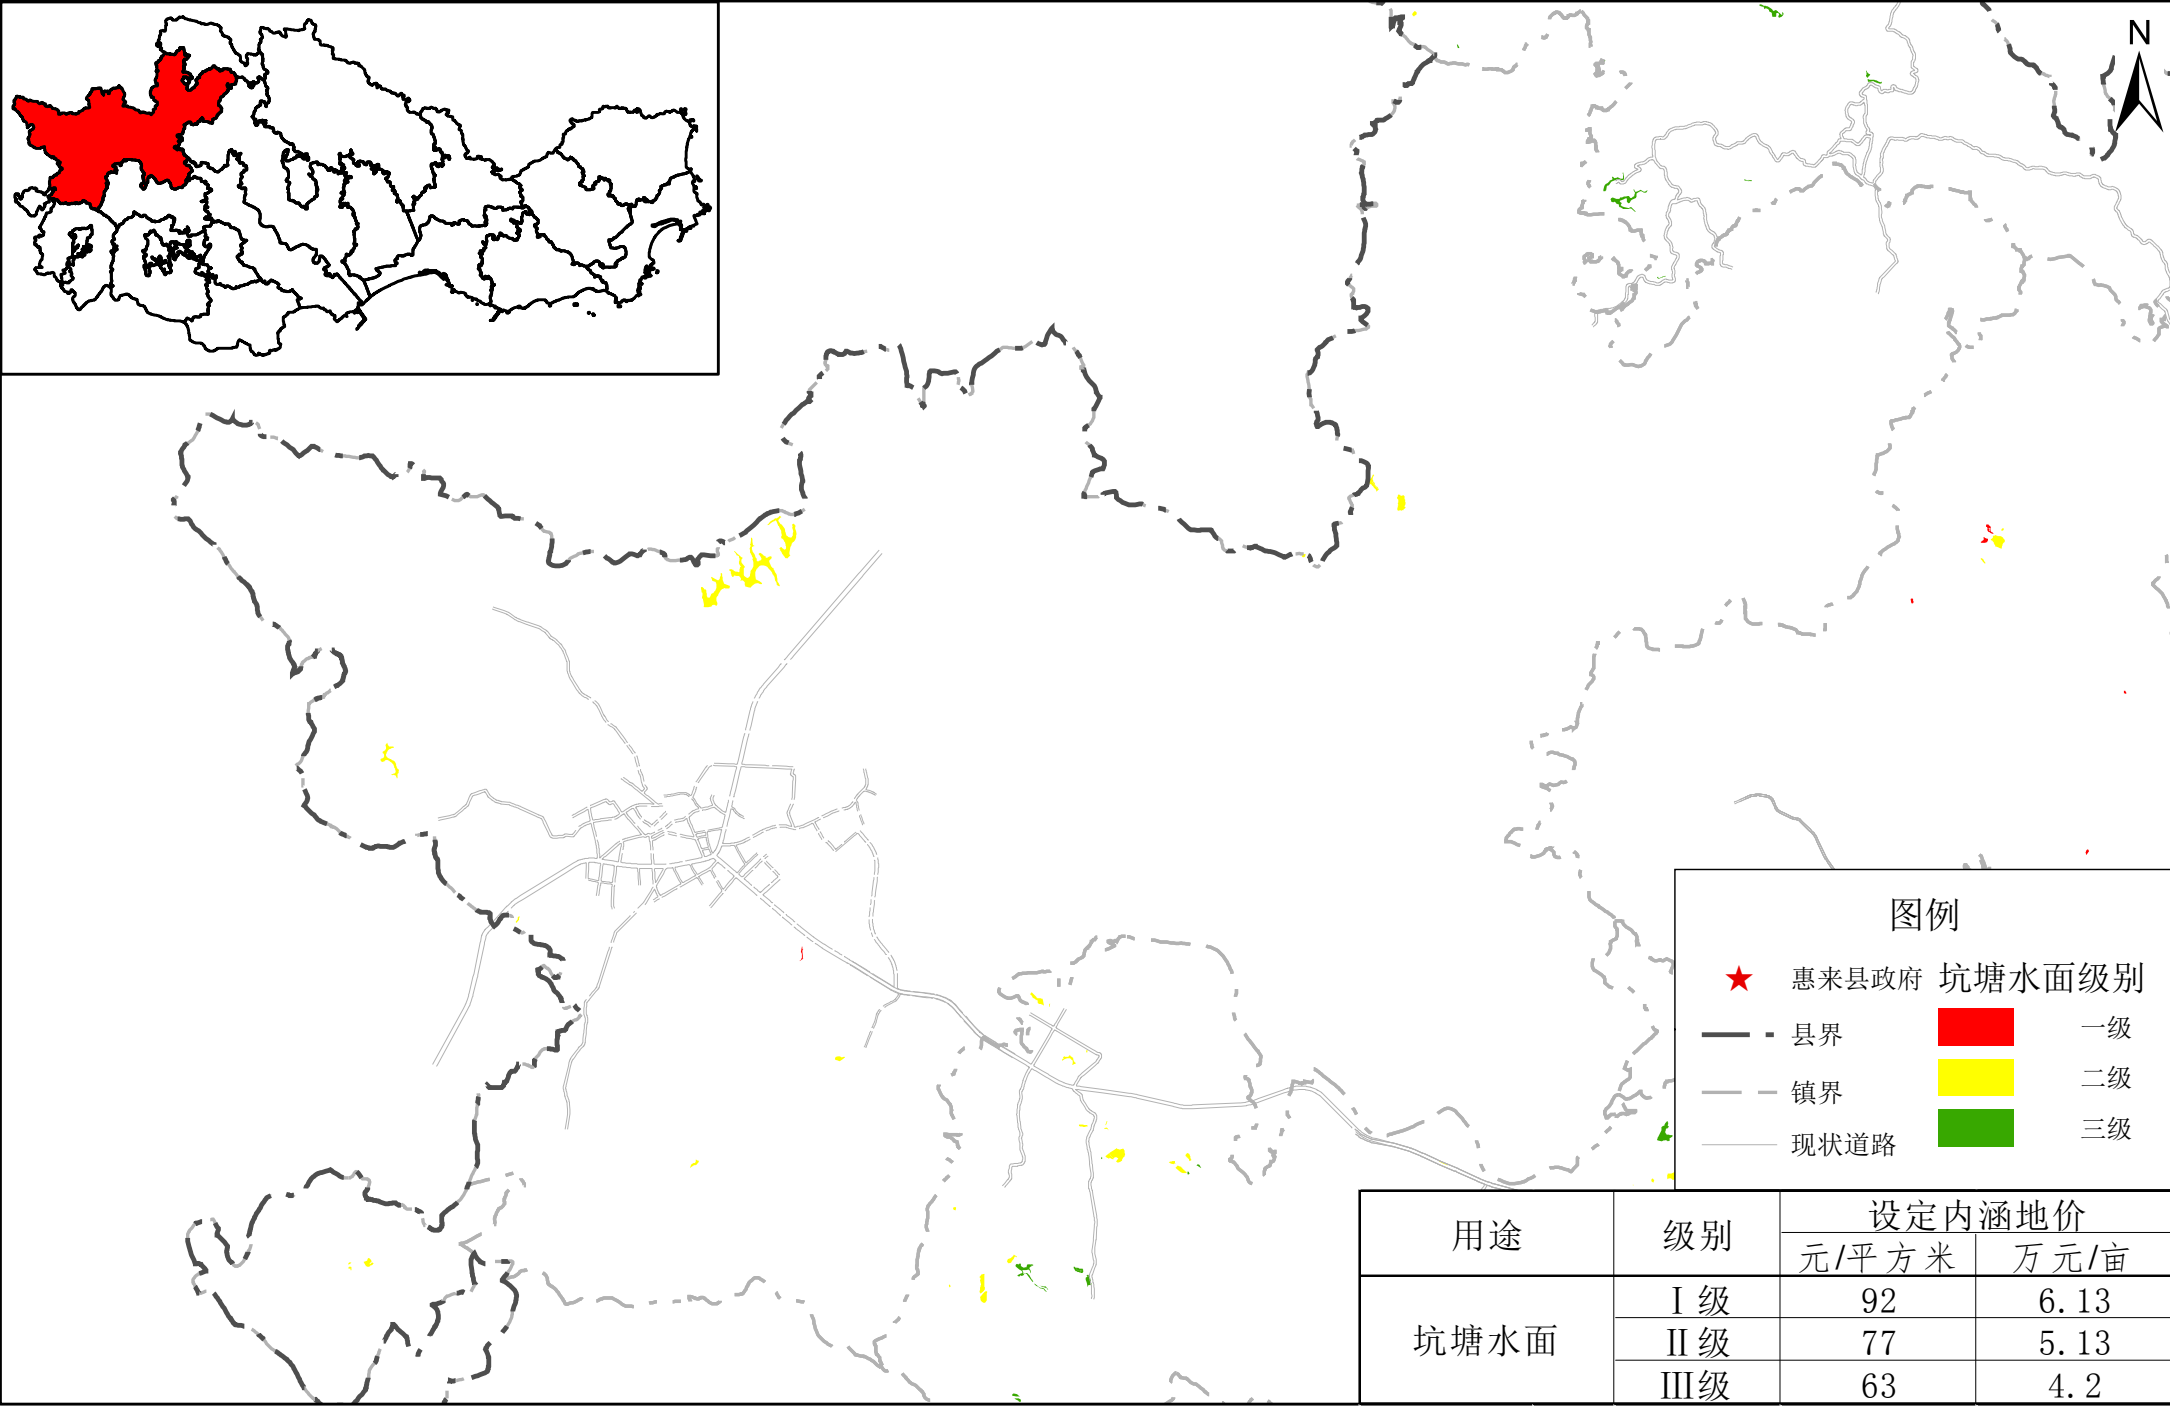 N
图例
惠来县政府 坑塘水面级别
一级
县界
二级
镇界
三级
现状道路
用途 级别 设定内涵地价
元/平方米 万元/亩
坑塘水面 Ⅰ级 92 6.13
Ⅱ级 77 5.13
Ⅲ级 63 4.2